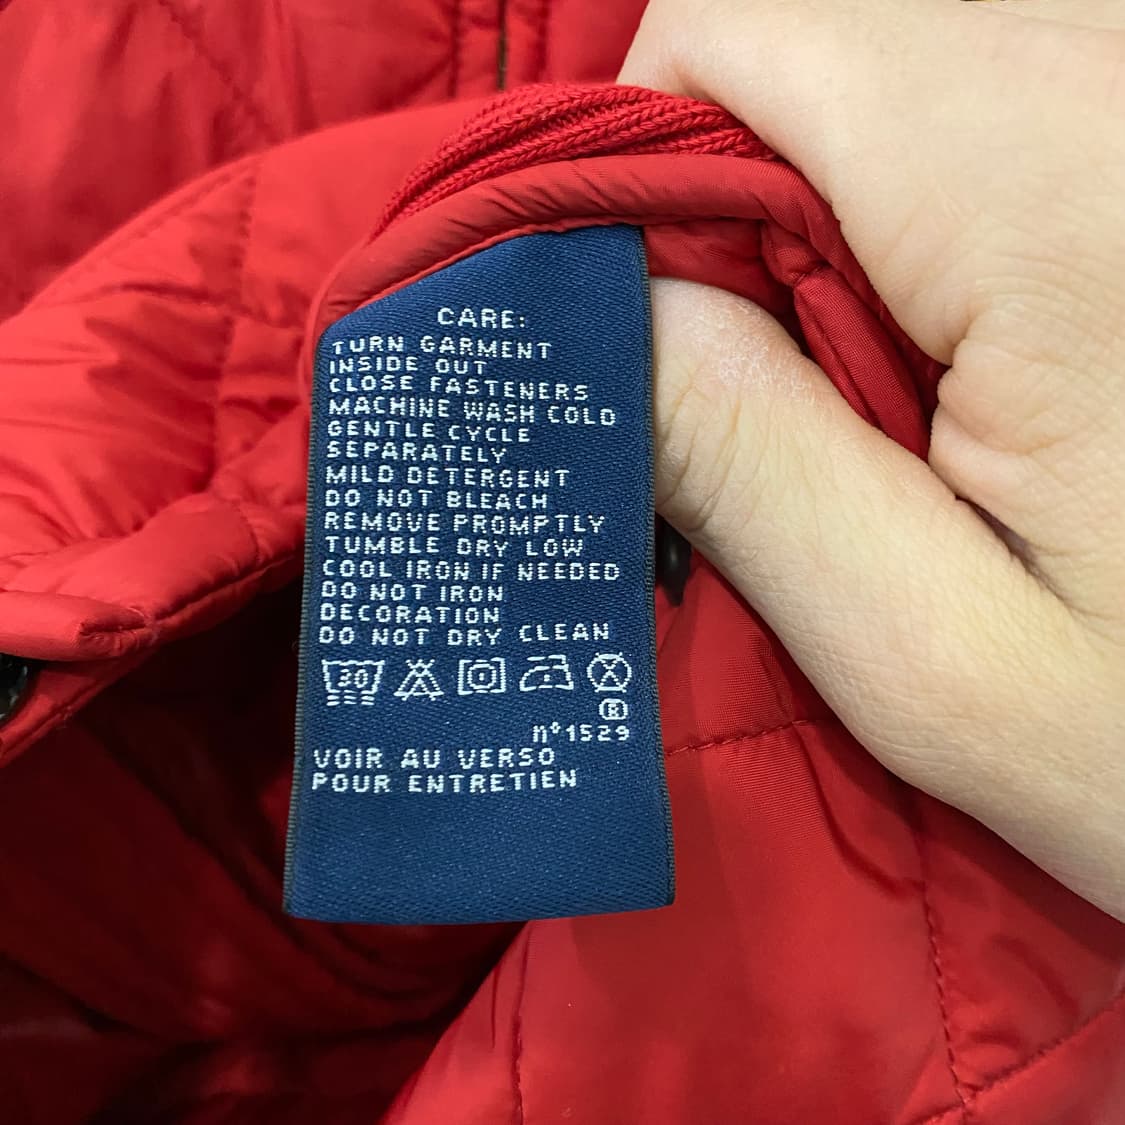 CARE:
TURN GARMENT
INSIDE OUT
CLOSE FASTENERS
MACHINE WASH COLD
GENTLE CYCLE
SEPARATELY
MILD DETERGENT
DO NOT BLEACH
REMOVE PROMPTLY
TUMBLE DRY LOW
COOL IRON IF NEEDED
DO NOT IRON
DECORATION
DO NOT DRY CLEAN
30
®
n°1529
VOIR AU VERSO
POUR ENTRETIEN